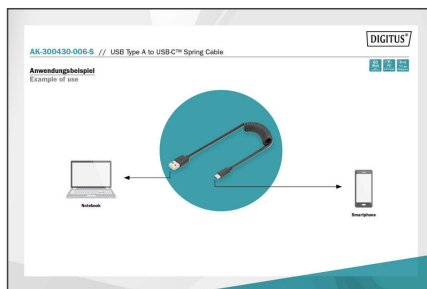 DIGITUS®
AK-300430-006-S // USB Type A to USB-C™ Spring Cable
Anwendungsbeispiel
Example of use
Notebook
Smartphone